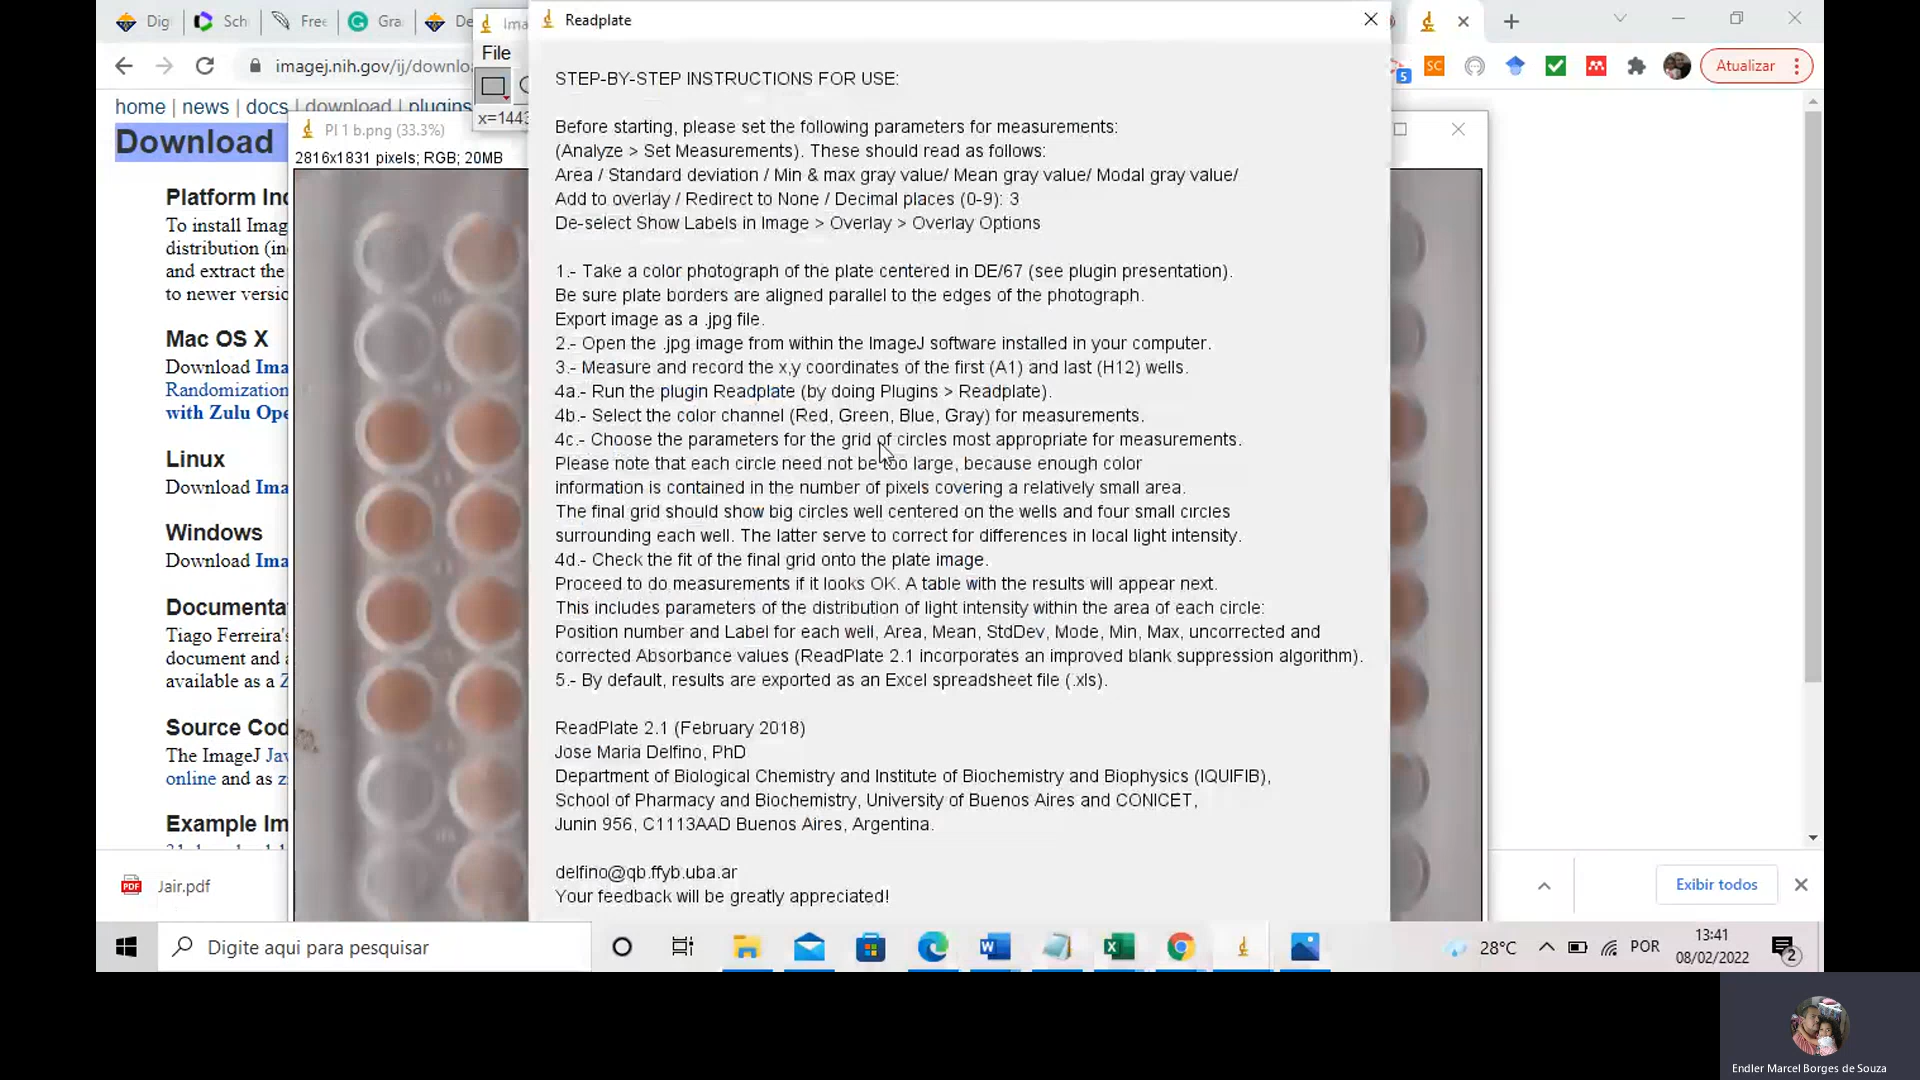 Digi
Sch
Free
Gra
De
Ima
Readplate
imagej.nih.gov/ij/downlo
5
SC
Atualizar
File
x=1443
home | news | docs | download | plugins
Download
PI 1 b.png (33.3%)
2816x1831 pixels; RGB; 20MB
Platform Ind
To install Imag
distribution (in
and extract the
to newer versio
Mac OS X
Download Ima
Randomization
with Zulu Ope
Linux
Download Ima
Windows
Download Ima
Documenta
Tiago Ferreira's
document and a
available as a Z
Source Cod
The ImageJ Jav
online and as z
Example Im
STEP-BY-STEP INSTRUCTIONS FOR USE:
Before starting, please set the following parameters for measurements:
(Analyze > Set Measurements). These should read as follows:
Area / Standard deviation / Min & max gray value/ Mean gray value/ Modal gray value/
Add to overlay / Redirect to None / Decimal places (0-9): 3
De-select Show Labels in Image > Overlay > Overlay Options
1.- Take a color photograph of the plate centered in DE/67 (see plugin presentation).
Be sure plate borders are aligned parallel to the edges of the photograph.
Export image as a .jpg file.
2.- Open the .jpg image from within the ImageJ software installed in your computer.
3.- Measure and record the x,y coordinates of the first (A1) and last (H12) wells.
4a.- Run the plugin Readplate (by doing Plugins > Readplate).
4b.- Select the color channel (Red, Green, Blue, Gray) for measurements.
4c.- Choose the parameters for the grid of circles most appropriate for measurements.
Please note that each circle need not be too large, because enough color
information is contained in the number of pixels covering a relatively small area.
The final grid should show big circles well centered on the wells and four small circles
surrounding each well. The latter serve to correct for differences in local light intensity.
4d.- Check the fit of the final grid onto the plate image.
Proceed to do measurements if it looks OK. A table with the results will appear next.
This includes parameters of the distribution of light intensity within the area of each circle:
Position number and Label for each well, Area, Mean, StdDev, Mode, Min, Max, uncorrected and
corrected Absorbance values (ReadPlate 2.1 incorporates an improved blank suppression algorithm).
5.- By default, results are exported as an Excel spreadsheet file (.xls).
ReadPlate 2.1 (February 2018)
Jose Maria Delfino, PhD
Department of Biological Chemistry and Institute of Biochemistry and Biophysics (IQUIFIB),
School of Pharmacy and Biochemistry, University of Buenos Aires and CONICET,
Junin 956, C1113AAD Buenos Aires, Argentina.
delfino@qb.ffyb.uba.ar
Your feedback will be greatly appreciated!
Jair.pdf
Exibir todos
Digite aqui para pesquisar
28°C
POR
13:41
08/02/2022
2
Endler Marcel Borges de Souza